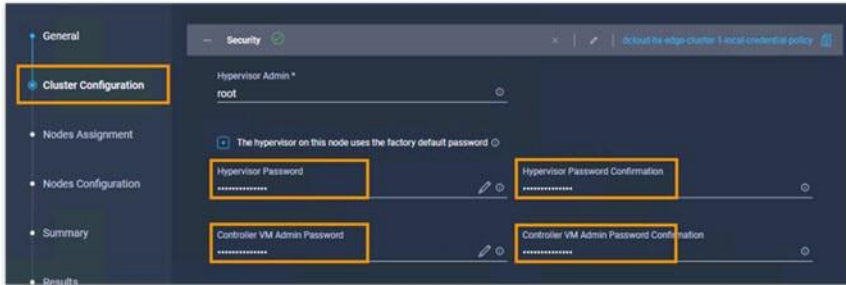 General
Security
dcloud-hx-edge-cluster-1-local-credential-policy
Cluster Configuration
Hypervisor Admin *
root
Nodes Assignment
The hypervisor on this node uses the factory default password
Hypervisor Password
Hypervisor Password Confirmation
Nodes Configuration
Summary
Controller VM Admin Password
Controller VM Admin Password Confirmation
Results